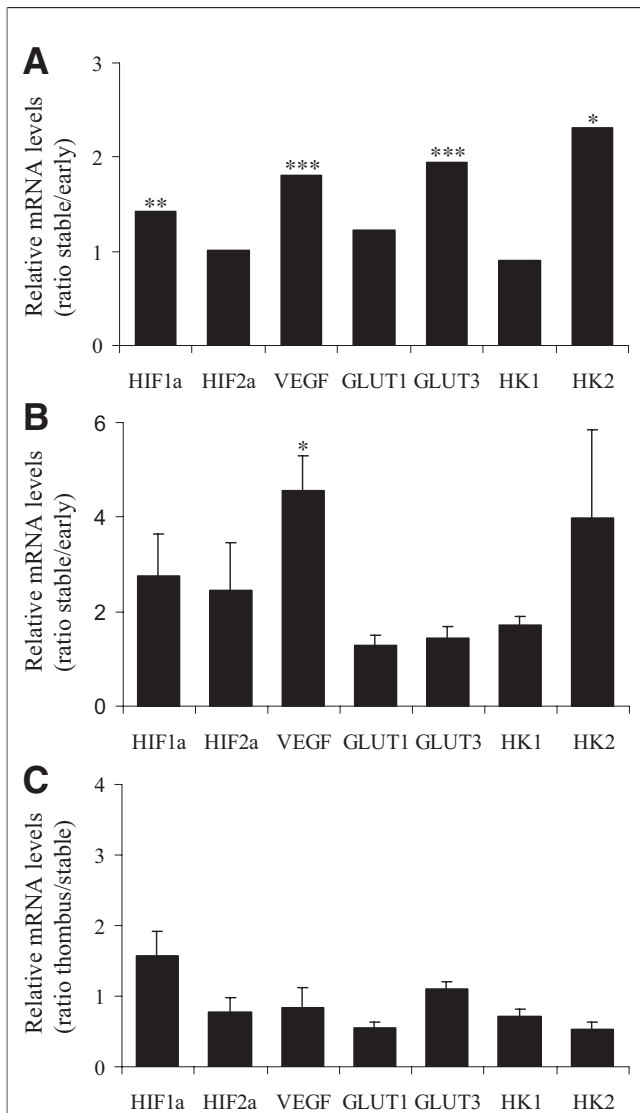 A
Relative mRNA levels
(ratio stable/early)
3
2
1
0
** *** *** *
HIF1a HIF2a VEGF GLUT1 GLUT3 HK1 HK2
B
Relative mRNA levels
(ratio stable/early)
6
4
2
0
*
HIF1a HIF2a VEGF GLUT1 GLUT3 HK1 HK2
C
Relative mRNA levels
(ratio thombus/stable)
4
3
2
1
0
HIF1a HIF2a VEGF GLUT1 GLUT3 HK1 HK2